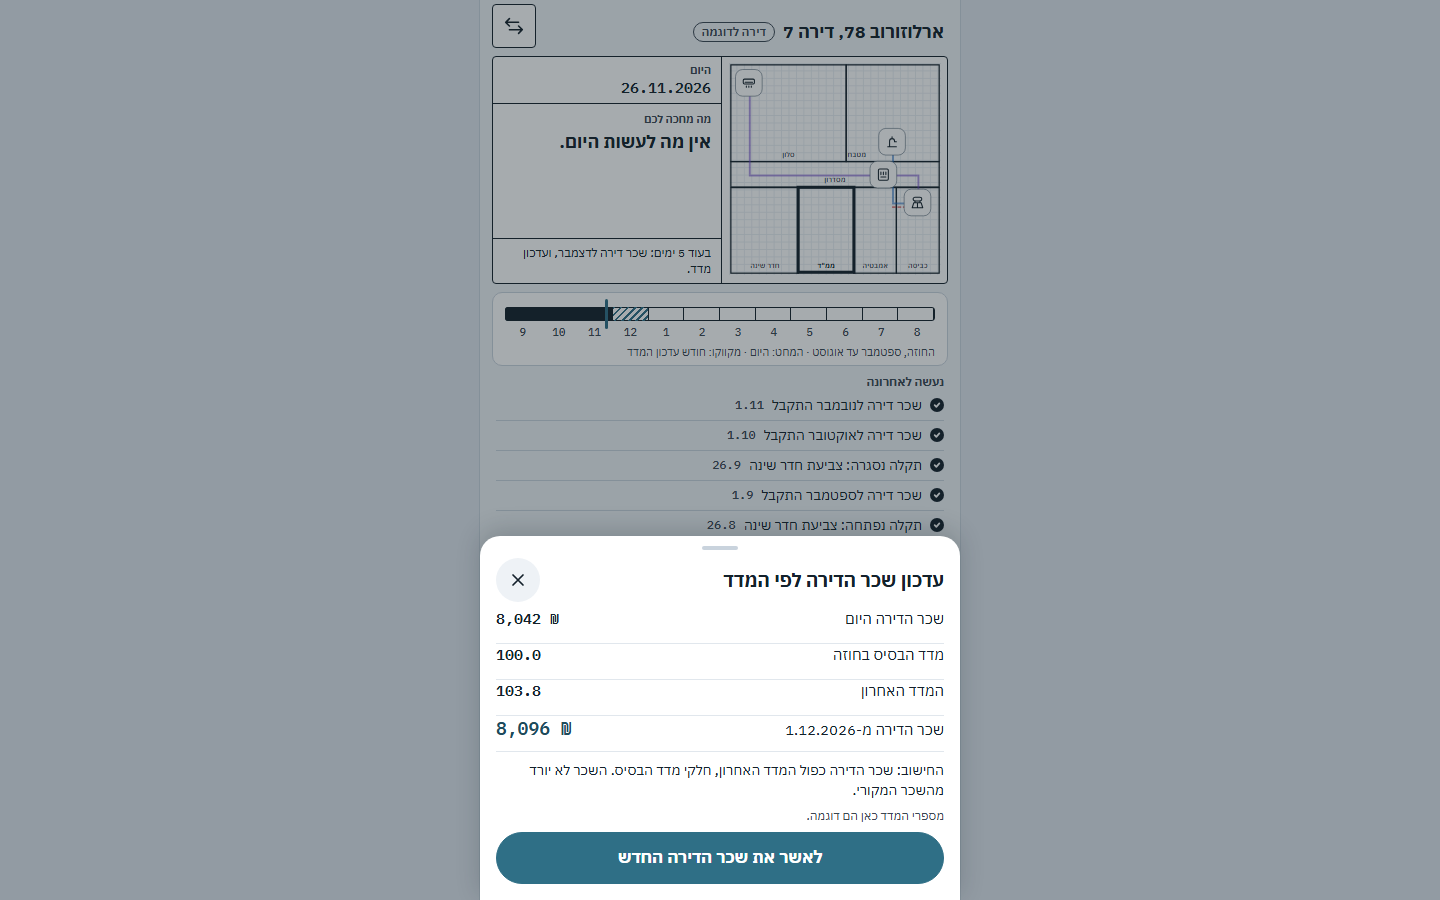 ארלוזורוב 78, דירה 7
דירה לדוגמה
סלון
מטבח
מסדרון
חדר שינה
ממ"ד
אמבטיה
כביסה
היום
26.11.2026
מה מחכה לכם
אין מה לעשות היום.
בעוד 5 ימים: שכר דירה לדצמבר, ועדכון
מדד.
9 10 11 12 1 2 3 4 5 6 7 8
החוזה, ספטמבר עד אוגוסט · המחט: היום · מקווקו: חודש עדכון המדד
נעשה לאחרונה
שכר דירה לנובמבר התקבל 1.11
שכר דירה לאוקטובר התקבל 1.10
תקלה נסגרה: צביעת חדר שינה 26.9
שכר דירה לספטמבר התקבל 1.9
תקלה נפתחה: צביעת חדר שינה 26.8
עדכון שכר הדירה לפי המדד
שכר הדירה היום 8,042 ₪
מדד הבסיס בחוזה 100.0
המדד האחרון 103.8
שכר הדירה מ-1.12.2026 8,096 ₪
החישוב: שכר הדירה כפול המדד האחרון, חלקי מדד הבסיס. השכר לא יורד
מהשכר המקורי.
מספרי המדד כאן הם דוגמה.
לאשר את שכר הדירה החדש